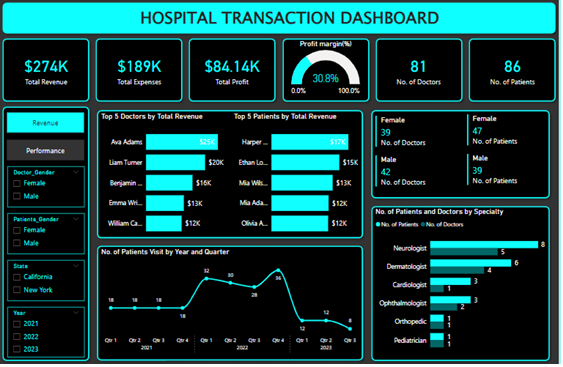 HOSPITAL TRANSACTION DASHBOARD
$274K
Total Revenue
$189K
Total Expenses
$84.14K
Total Profit
Profit margin(%)
30.8%
0.0% 100.0%
81
No. of Doctors
86
No. of Patients
Revenue
Performance
Doctor_Gender
Female
Male
Patients_Gender
Female
Male
State
California
New York
Year
2021
2022
2023
Top 5 Doctors by Total Revenue
Ava Adams $25K
Liam Turner $20K
Benjamin ... $16K
Emma Wri... $13K
William Ca... $12K
Top 5 Patients by Total Revenue
Harper ... $17K
Ethan Lo... $15K
Mia Wils... $13K
Mia Ada... $12K
Olivia A... $12K
Female
39
No. of Doctors
Female
47
No. of Patients
Male
42
No. of Doctors
Male
39
No. of Patients
No. of Patients Visit by Year and Quarter
18 18 18 18 32 30 28 36 12 12 8
Qtr 1 Qtr 2 Qtr 3 Qtr 4 Qtr 1 Qtr 2 Qtr 3 Qtr 4 Qtr 1 Qtr 2 Qtr 3
2021 2022 2023
No. of Patients and Doctors by Specialty
No. of Patients No. of Doctors
Neurologist 8 5
Dermatologist 6 4
Cardiologist 3 1
Ophthalmologist 3 2
Orthopedic 1 1
Pediatrician 1 1